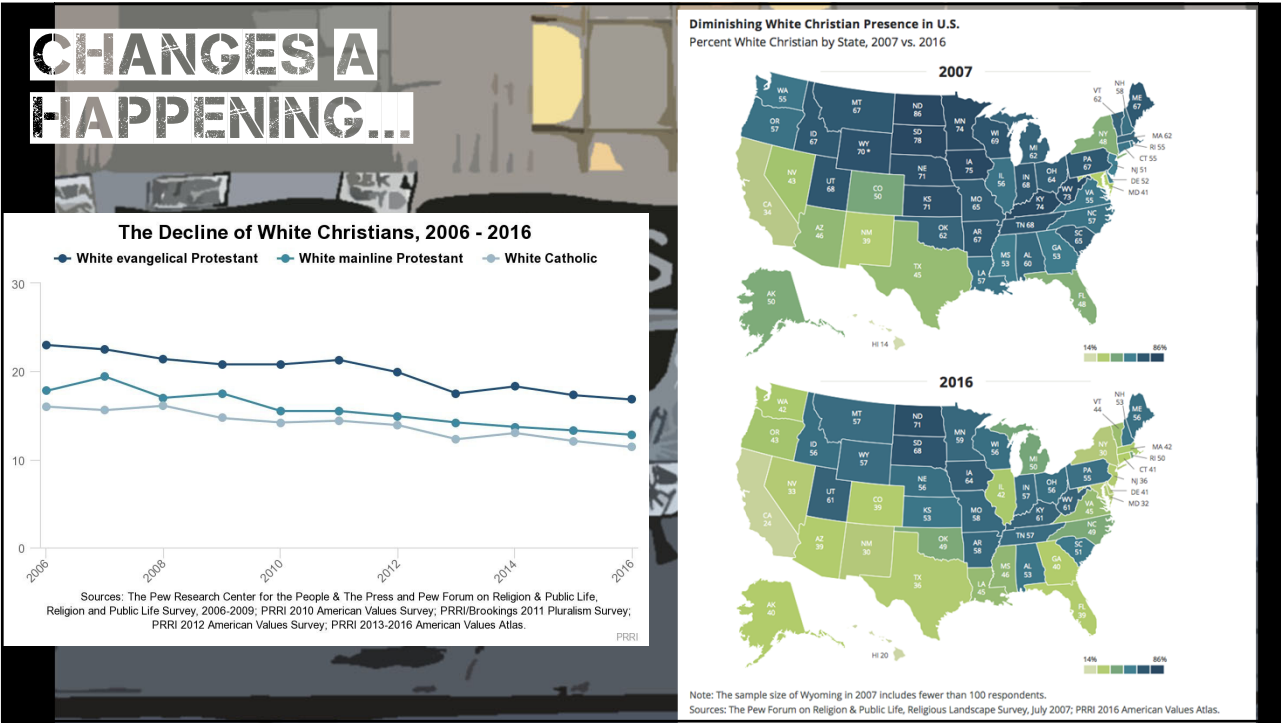 CHANGES A
HAPPENING...
The Decline of White Christians, 2006 - 2016
White evangelical Protestant White mainline Protestant White Catholic
30
20
10
0
2006 2008 2010 2012 2014 2016
Sources: The Pew Research Center for the People & The Press and Pew Forum on Religion & Public Life,
Religion and Public Life Survey, 2006-2009; PRRI 2010 American Values Survey; PRRI/Brookings 2011 Pluralism Survey;
PRRI 2012 American Values Survey; PRRI 2013-2016 American Values Atlas.
PRRI
Diminishing White Christian Presence in U.S.
Percent White Christian by State, 2007 vs. 2016
2007
WA
55
OR
57
CA
34
NV
43
ID
67
MT
67
WY
70 *
UT
68
CO
50
AZ
46
NM
39
ND
86
SD
78
NE
71
KS
71
OK
62
TX
45
MN
74
IA
75
MO
65
AR
67
LA
57
WI
69
IL
56
MI
62
IN
68
OH
64
KY
74
TN 68
MS
53
AL
60
GA
53
FL
48
SC
65
NC
57
VA
55
WV
73
PA
67
NY
48
VT
62
NH
58
ME
67
MA 62
RI 55
CT 55
NJ 51
DE 52
MD 41
AK
50
HI 14
14% 86%
2016
WA
42
OR
43
CA
24
NV
33
ID
56
MT
57
WY
57
UT
61
CO
39
AZ
39
NM
30
ND
71
SD
68
NE
56
KS
53
OK
49
TX
36
MN
59
IA
64
MO
58
AR
58
LA
45
WI
56
IL
42
MI
50
IN
57
OH
56
KY
61
TN 57
MS
46
AL
53
GA
40
FL
39
SC
51
NC
49
VA
45
WV
61
PA
55
NY
30
VT
44
NH
53
ME
56
MA 42
RI 50
CT 41
NJ 36
DE 41
MD 32
AK
40
HI 20
14% 86%
Note: The sample size of Wyoming in 2007 includes fewer than 100 respondents.
Sources: The Pew Forum on Religion & Public Life, Religious Landscape Survey, July 2007; PRRI 2016 American Values Atlas.